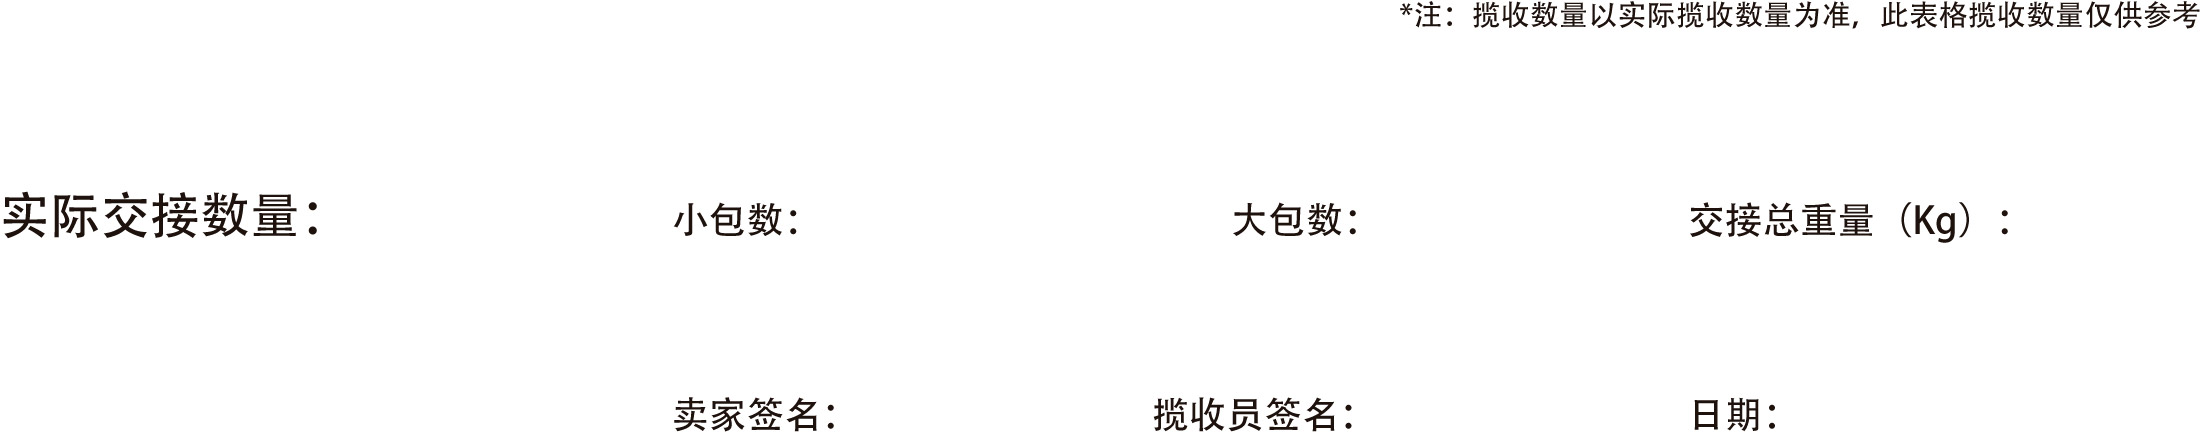 *注：揽收数量以实际揽收数量为准，此表格揽收数量仅供参考
实际交接数量： 小包数： 大包数： 交接总重量（Kg）：
卖家签名： 揽收员签名： 日期：